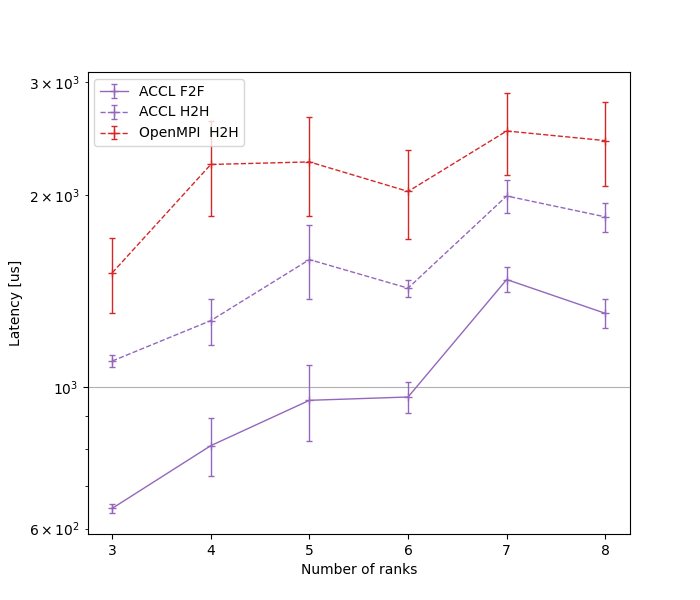 3 × 10³
2 × 10³
10³
6 × 10²
Latency [us]
ACCL F2F
ACCL H2H
OpenMPI  H2H
3 4 5 6 7 8
Number of ranks